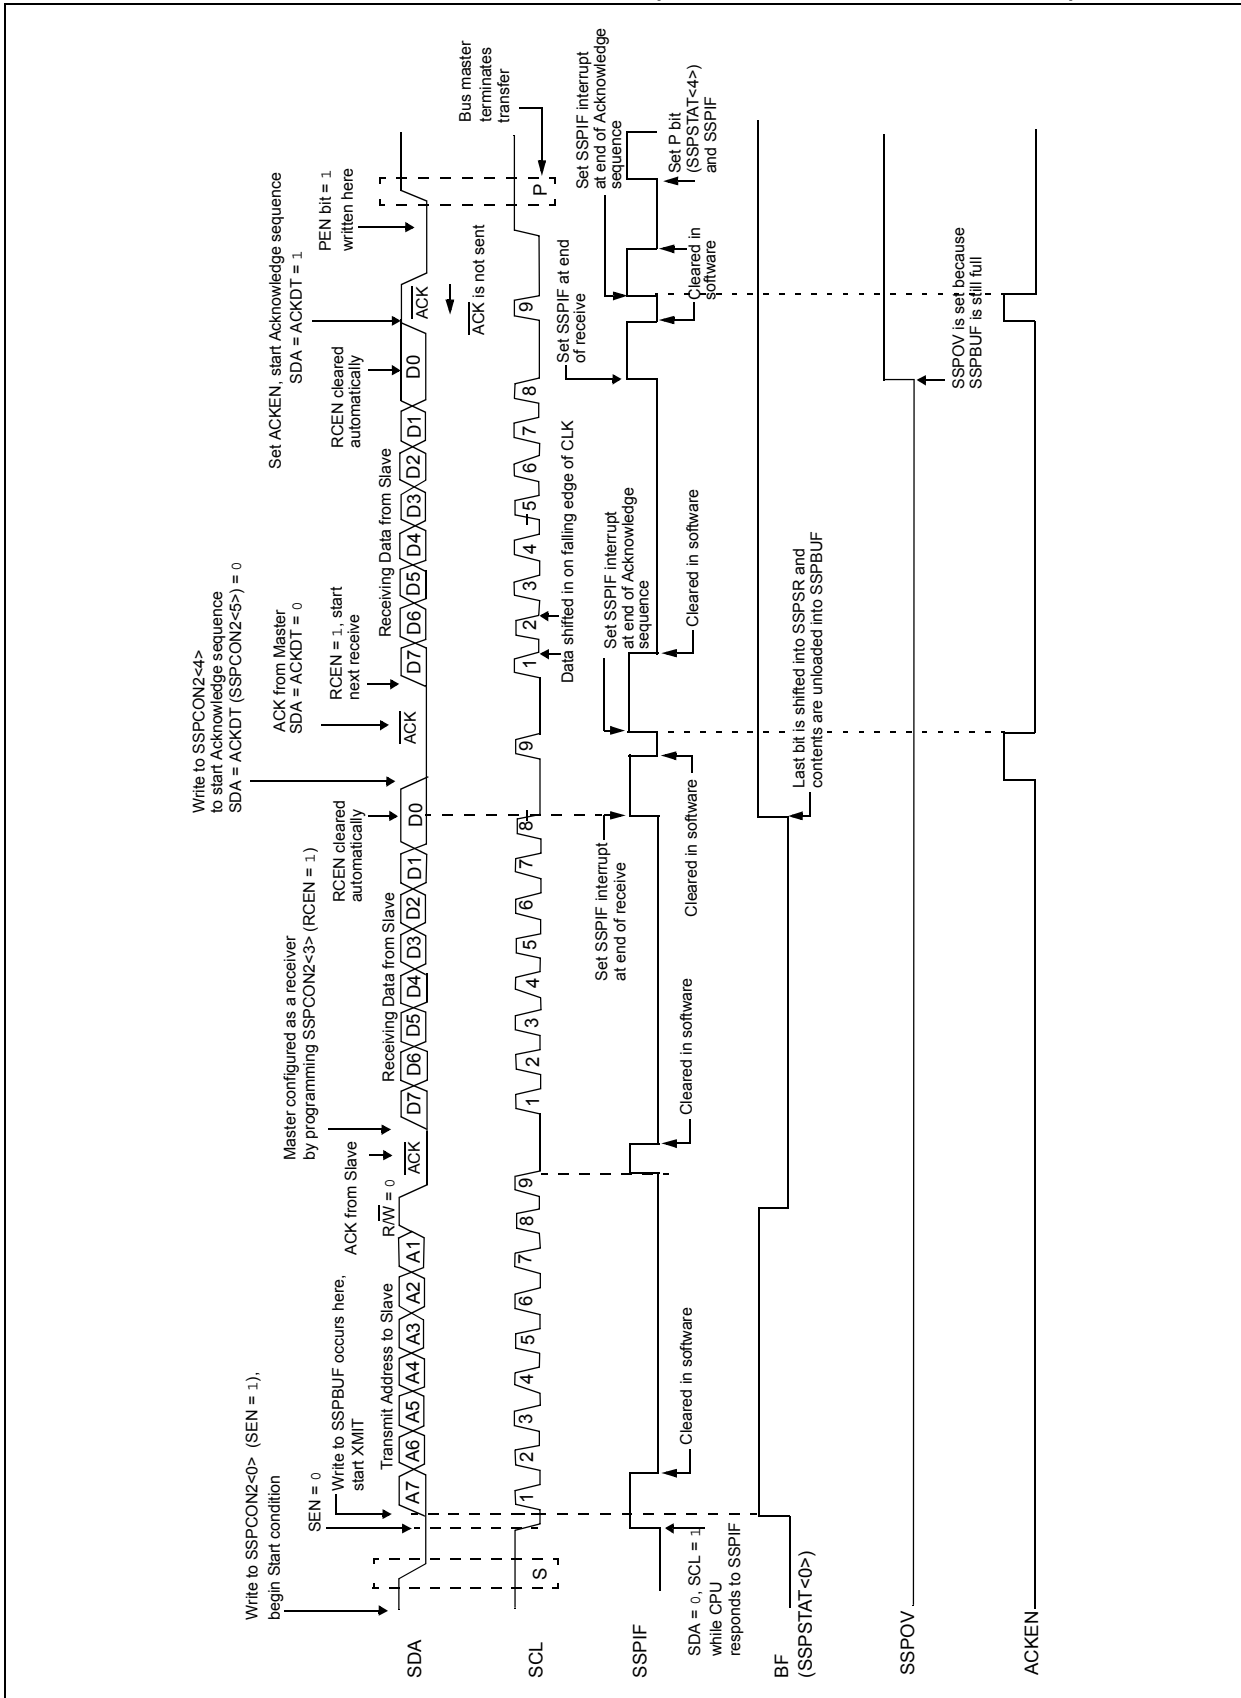 Write to SSPCON2<0> (SEN = 1),
begin Start condition
SEN = 0
Write to SSPBUF occurs here,
start XMIT
Transmit Address to Slave
R/W = 0
ACK from Slave
Master configured as a receiver
by programming SSPCON2<3> (RCEN = 1)
Receiving Data from Slave
RCEN cleared
automatically
Write to SSPCON2<4>
to start Acknowledge sequence
SDA = ACKDT (SSPCON2<5>) = 0
ACK from Master
SDA = ACKDT = 0
RCEN = 1, start
next receive
Receiving Data from Slave
RCEN cleared
automatically
Set ACKEN, start Acknowledge sequence
SDA = ACKDT = 1
PEN bit = 1
written here
SDA
A7 A6 A5 A4 A3 A2 A1 ACK D7 D6 D5 D4 D3 D2 D1 D0 ACK D7 D6 D5 D4 D3 D2 D1 D0 ACK
ACK is not sent
Bus master
terminates
transfer
SCL
S 1 2 3 4 5 6 7 8 9 1 2 3 4 5 6 7 8 9 1 2 3 4 5 6 7 8 9 P
Data shifted in on falling edge of CLK
SSPIF
SDA = 0, SCL = 1
while CPU
responds to SSPIF
Cleared in software
Cleared in software
Set SSPIF interrupt
at end of receive
Cleared in software
Set SSPIF interrupt
at end of Acknowledge
sequence
Cleared in software
Set SSPIF at end
of receive
Cleared in
software
Set SSPIF interrupt
at end of Acknowledge
sequence
Set P bit
(SSPSTAT<4>)
and SSPIF
BF
(SSPSTAT<0>)
Last bit is shifted into SSPSR and
contents are unloaded into SSPBUF
SSPOV
SSPOV is set because
SSPBUF is still full
ACKEN